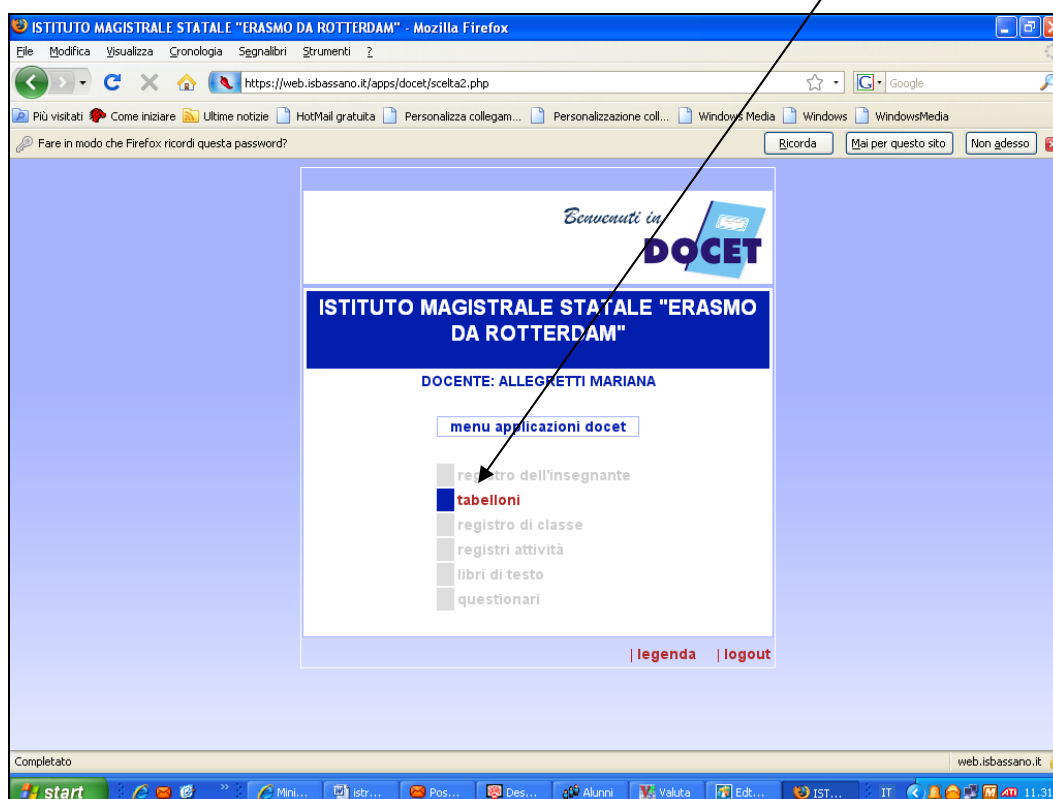 ISTITUTO MAGISTRALE STATALE "ERASMO DA ROTTERDAM" - Mozilla Firefox
File Modifica Visualizza Cronologia Segnalibri Strumenti ?
https://web.isbassano.it/apps/docet/scelta2.php
G Google
Più visitati Come iniziare Ultime notizie HotMail gratuita Personalizza collegam... Personalizzazione coll... Windows Media Windows WindowsMedia
Fare in modo che Firefox ricordi questa password? Ricorda Mai per questo sito Non adesso
Benvenuti in
DOCET
ISTITUTO MAGISTRALE STATALE "ERASMO
DA ROTTERDAM"
DOCENTE: ALLEGRETTI MARIANA
menu applicazioni docet
registro dell'insegnante
tabelloni
registro di classe
registri attività
libri di testo
questionari
| legenda | logout
Completato web.isbassano.it
start » Mini... istr... Pos... Des... Alunni Valuta Edt... IST... IT 11.31